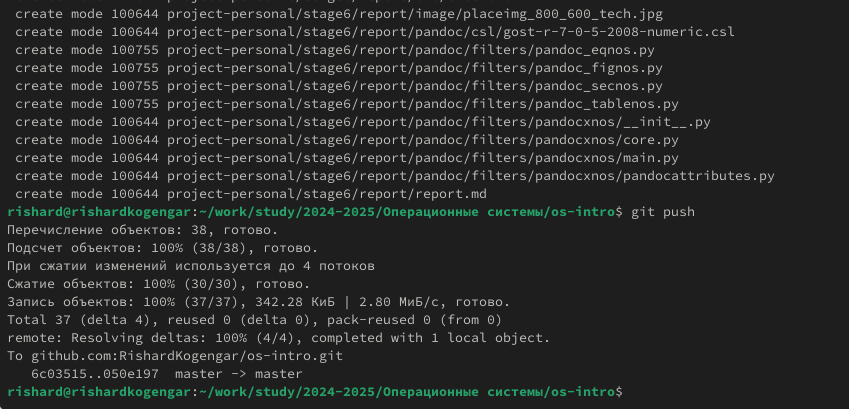 create mode 100644 project-personal/stage6/report/image/placeimg_800_600_tech.jpg
create mode 100644 project-personal/stage6/report/pandoc/csl/gost-r-7-0-5-2008-numeric.csl
create mode 100755 project-personal/stage6/report/pandoc/filters/pandoc_eqnos.py
create mode 100755 project-personal/stage6/report/pandoc/filters/pandoc_fignos.py
create mode 100755 project-personal/stage6/report/pandoc/filters/pandoc_secnos.py
create mode 100755 project-personal/stage6/report/pandoc/filters/pandoc_tablenos.py
create mode 100644 project-personal/stage6/report/pandoc/filters/pandocxnos/__init__.py
create mode 100644 project-personal/stage6/report/pandoc/filters/pandocxnos/core.py
create mode 100644 project-personal/stage6/report/pandoc/filters/pandocxnos/main.py
create mode 100644 project-personal/stage6/report/pandoc/filters/pandocxnos/pandocattributes.py
create mode 100644 project-personal/stage6/report/report.md
rishard@rishardkogengar:~/work/study/2024-2025/Операционные системы/os-intro$ git push
Перечисление объектов: 38, готово.
Подсчет объектов: 100% (38/38), готово.
При сжатии изменений используется до 4 потоков
Сжатие объектов: 100% (30/30), готово.
Запись объектов: 100% (37/37), 342.28 КиБ | 2.80 МиБ/с, готово.
Total 37 (delta 4), reused 0 (delta 0), pack-reused 0 (from 0)
remote: Resolving deltas: 100% (4/4), completed with 1 local object.
To github.com:RishardKogengar/os-intro.git
6c03515..050e197  master -> master
rishard@rishardkogengar:~/work/study/2024-2025/Операционные системы/os-intro$